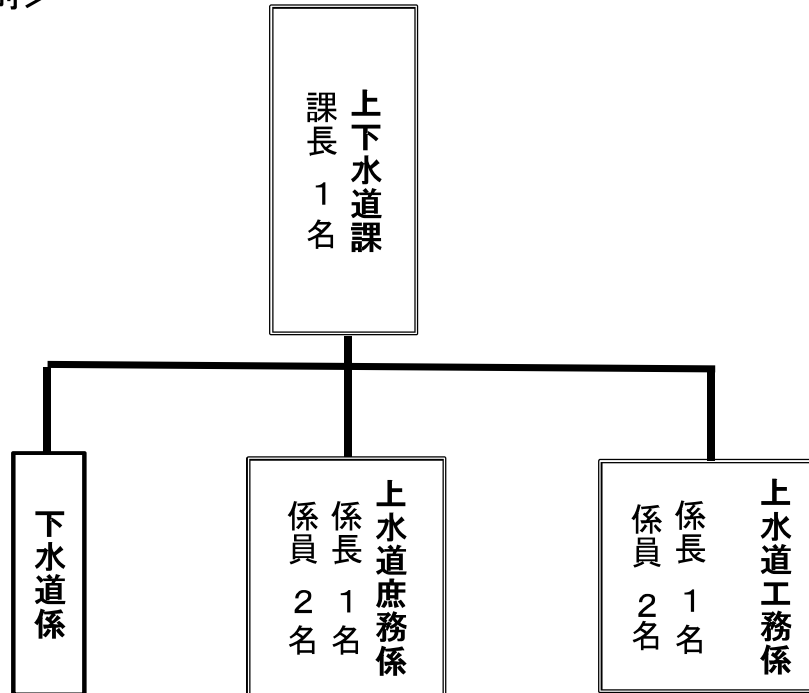 上下水道課
課長 1名
上水道工務係
係長 1名
係員 2名
上水道庶務係
係長 1名
係員 2名
下水道係